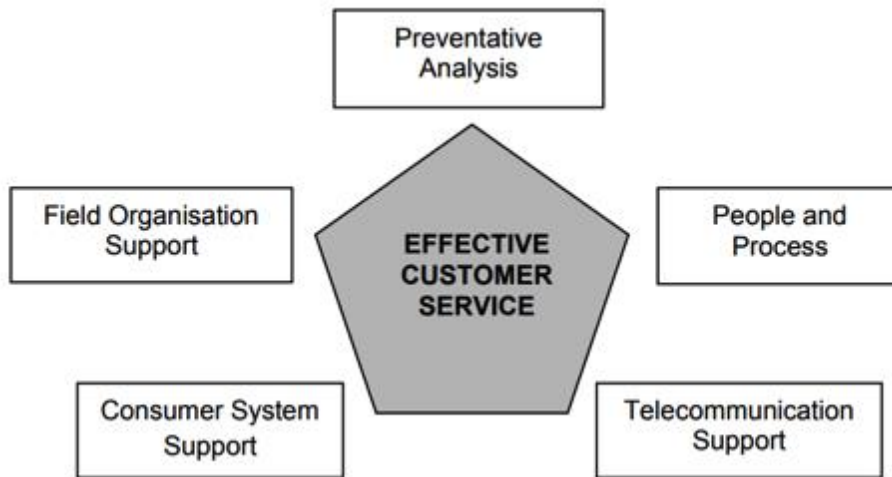 Preventative
Analysis
Field Organisation
Support
People and
Process
EFFECTIVE
CUSTOMER
SERVICE
Consumer System
Support
Telecommunication
Support